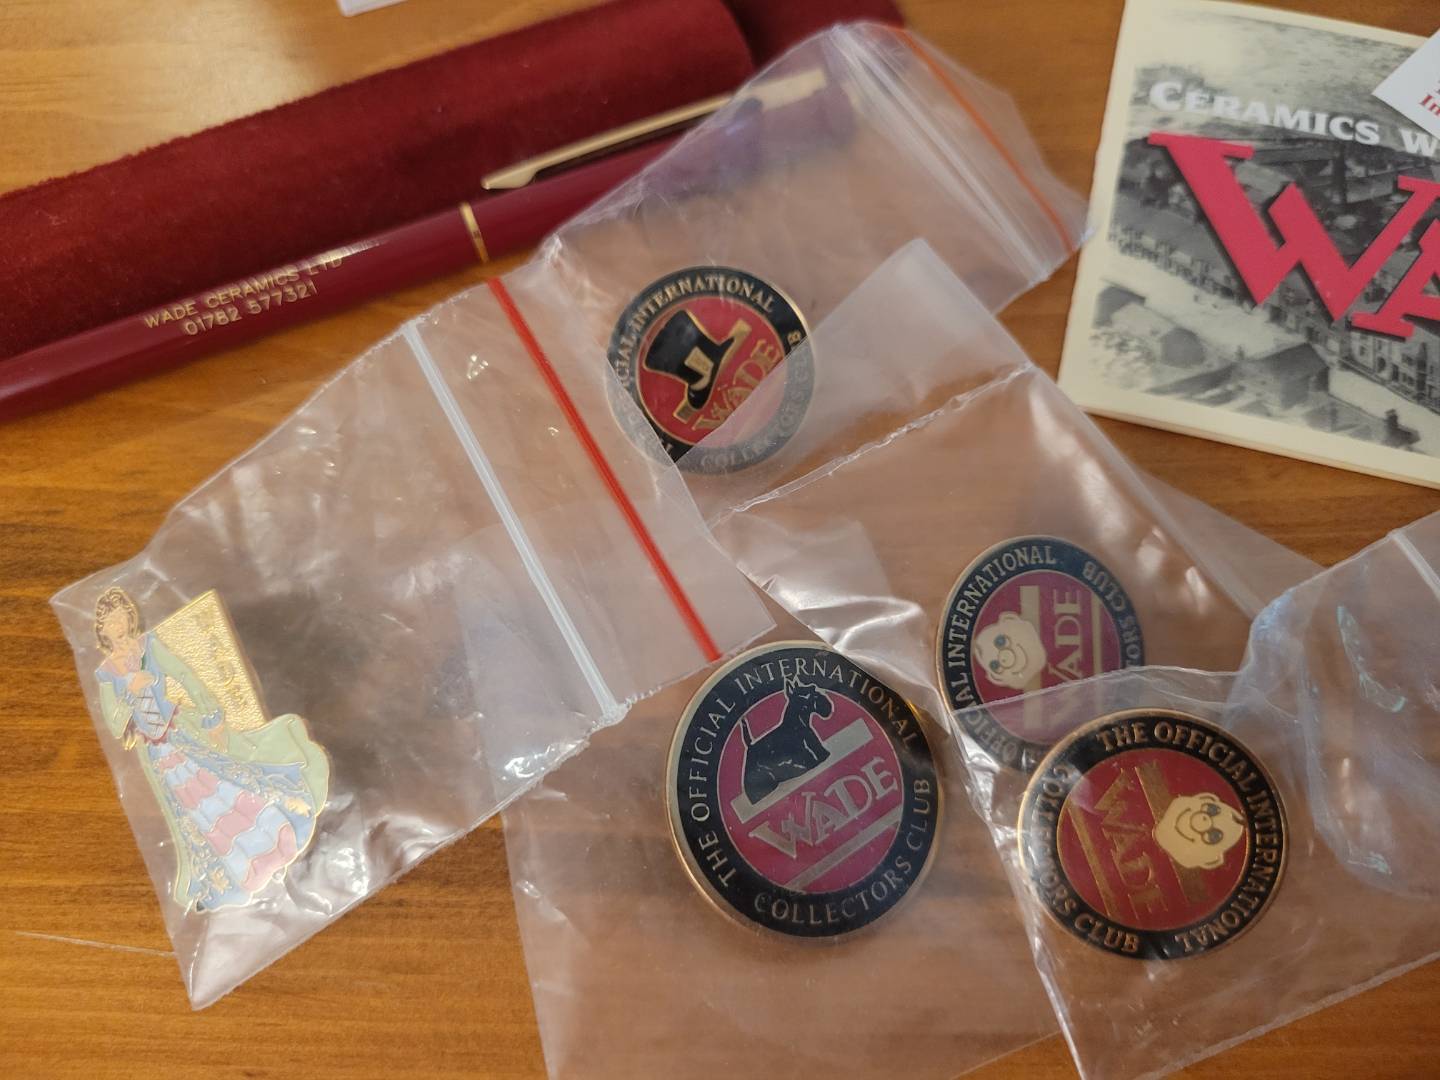 CERAMICS W
WA
In
WADE CERAMICS LTD
01782 577321
INTERNATIONAL
WADE
COLLECTORS
OFFICIAL INTERNATIONAL
CLUB
WADE
THE OFFICIAL INTERNATIONAL
COLLECTORS CLUB
WADE
THE OFFICIAL INTERNATIONAL
COLLECTORS CLUB
WADE